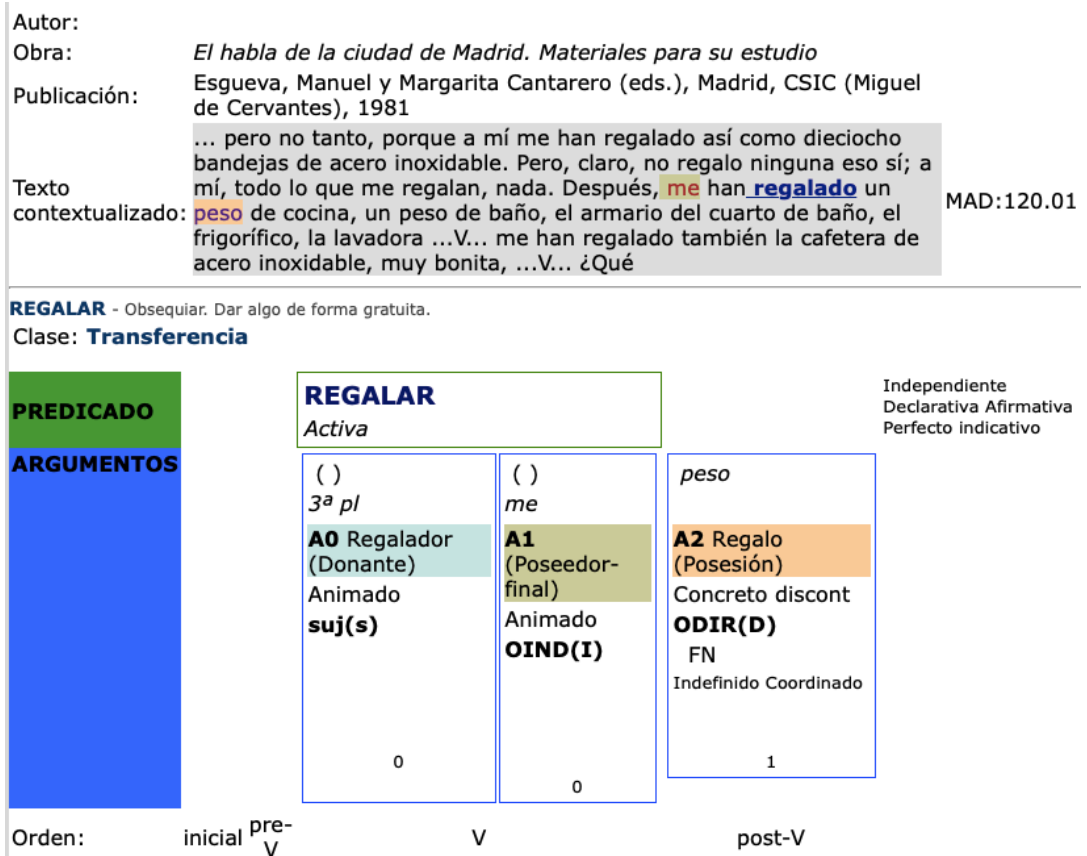 Autor:
Obra: El habla de la ciudad de Madrid. Materiales para su estudio
Publicación: Esgueva, Manuel y Margarita Cantarero (eds.), Madrid, CSIC (Miguel
de Cervantes), 1981
Texto contextualizado:
... pero no tanto, porque a mí me han regalado así como dieciocho
bandejas de acero inoxidable. Pero, claro, no regalo ninguna eso sí; a
mí, todo lo que me regalan, nada. Después, me han regalado un
peso de cocina, un peso de baño, el armario del cuarto de baño, el
frigorífico, la lavadora ...V... me han regalado también la cafetera de
acero inoxidable, muy bonita, ...V... ¿Qué
MAD:120.01
REGALAR - Obsequiar. Dar algo de forma gratuita.
Clase: Transferencia
PREDICADO
REGALAR
Activa
Independiente
Declarativa Afirmativa
Perfecto indicativo
ARGUMENTOS
( )
3ª pl
A0 Regalador
(Donante)
Animado
suj(s)
0
( )
me
A1
(Poseedor-
final)
Animado
OIND(I)
0
peso
A2 Regalo
(Posesión)
Concreto discont
ODIR(D)
FN
Indefinido Coordinado
1
Orden: inicial pre-V V post-V